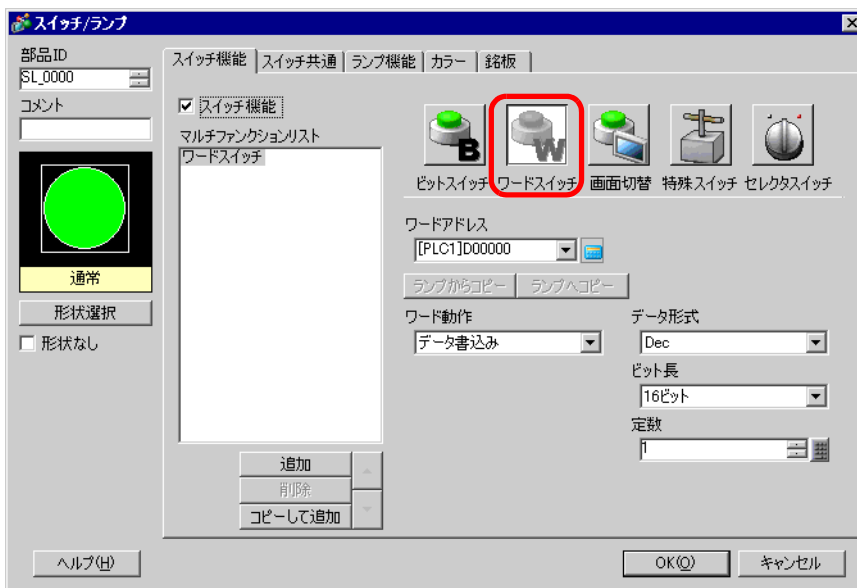 スイッチ/ランプ
部品ID
SL_0000
コメント
通常
形状選択
形状なし
スイッチ機能
スイッチ共通
ランプ機能
カラー
銘板
スイッチ機能
マルチファンクションリスト
ワードスイッチ
追加
削除
コピーして追加
B
W
ビットスイッチ
ワードスイッチ
画面切替
特殊スイッチ
セレクタスイッチ
ワードアドレス
[PLC1]D00000
ランプからコピー
ランプへコピー
ワード動作
データ書込み
データ形式
Dec
ビット長
16ビット
定数
1
ヘルプ(H)
OK(O)
キャンセル